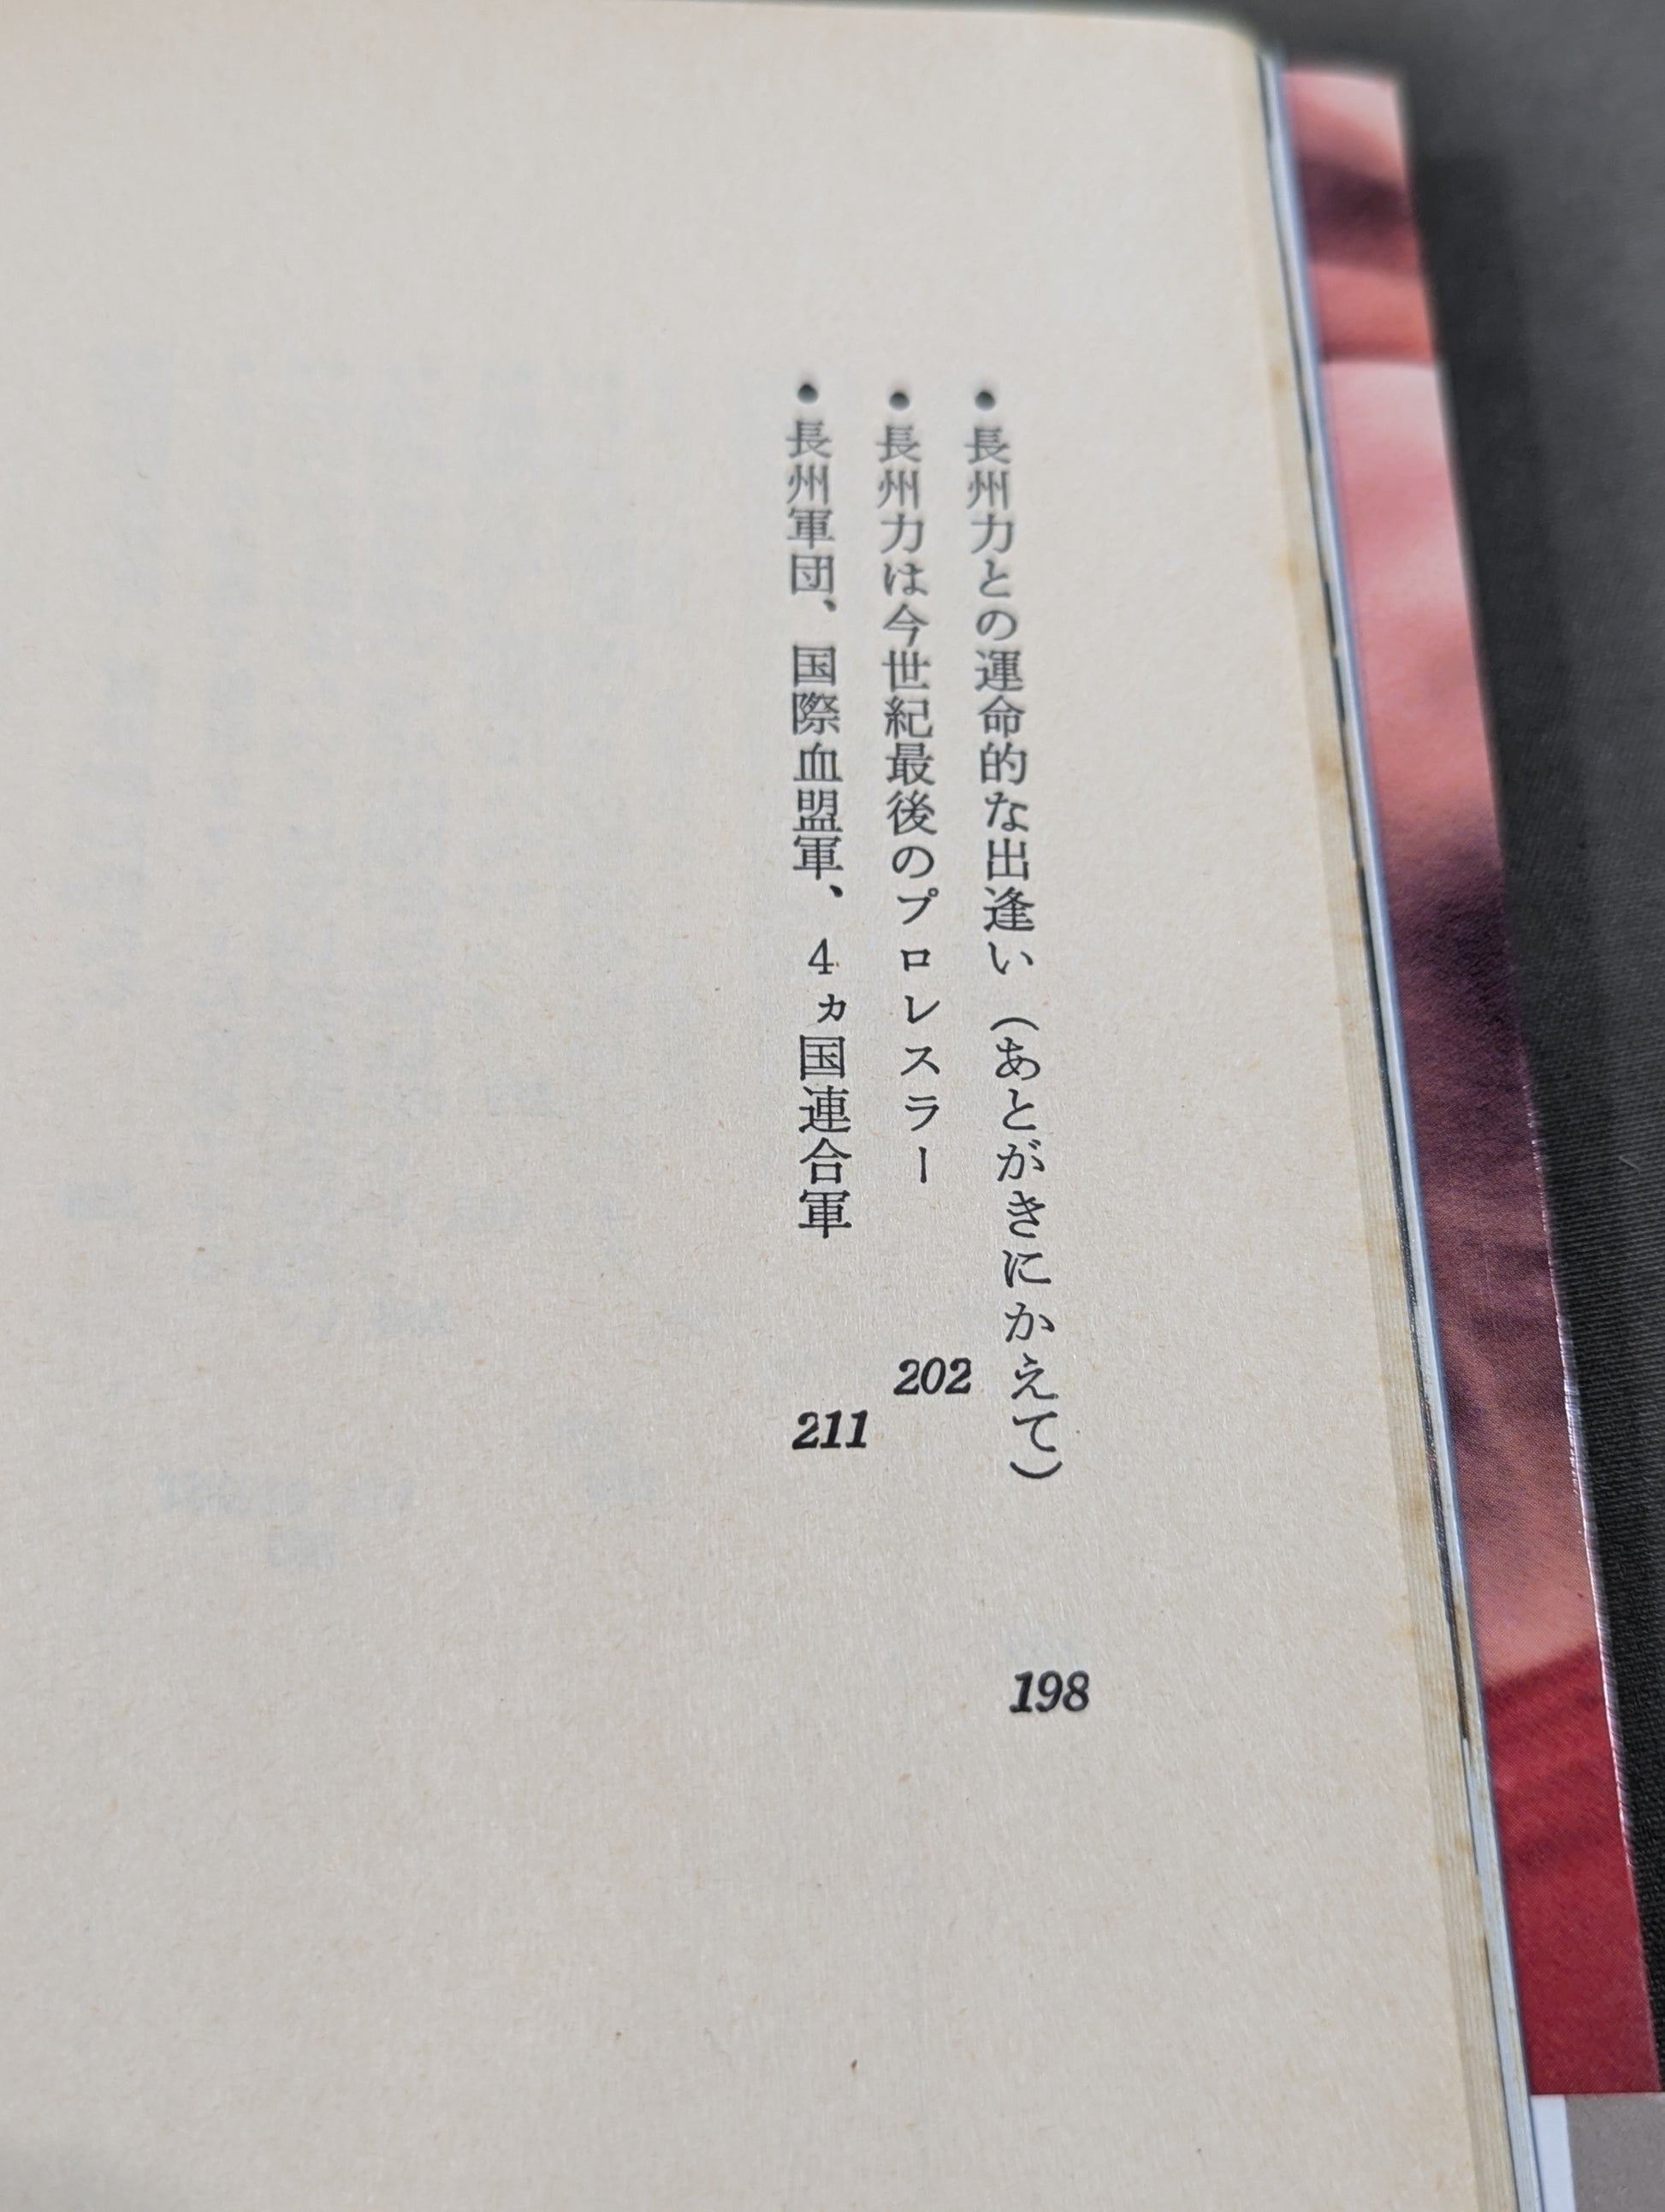 ●長州力との運命的な出逢い（あとがきにかえて） 198
●長州力は今世紀最後のプロレスラー 202
●長州軍団、国際血盟軍、4ヵ国連合軍 211